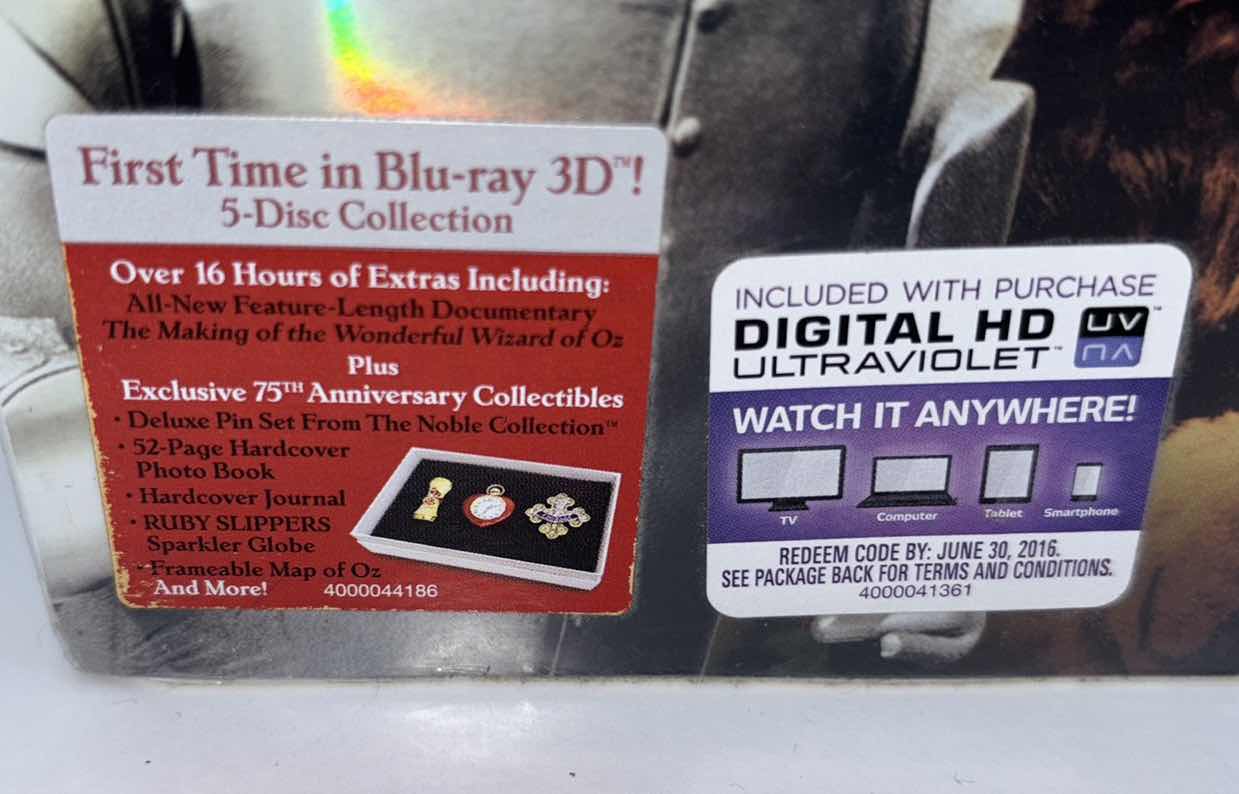 First Time in Blu-ray 3D™!
5-Disc Collection
Over 16 Hours of Extras Including:
All-New Feature-Length Documentary
The Making of the Wonderful Wizard of Oz
Plus
Exclusive 75TH Anniversary Collectibles
• Deluxe Pin Set From The Noble Collection™
• 52-Page Hardcover
Photo Book
• Hardcover Journal
• RUBY SLIPPERS
Sparkler Globe
• Frameable Map of Oz
And More! 4000044186
INCLUDED WITH PURCHASE
DIGITAL HD
ULTRAVIOLET™
UV™
WATCH IT ANYWHERE!
TV Computer Tablet Smartphone
REDEEM CODE BY: JUNE 30, 2016.
SEE PACKAGE BACK FOR TERMS AND CONDITIONS.
4000041361